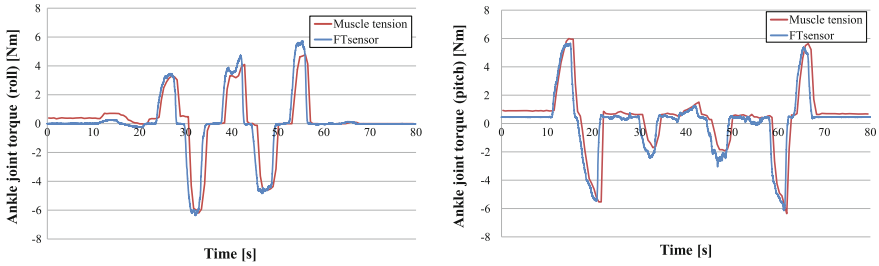 Ankle joint torque (roll) [Nm]
8
6
4
2
0
-2
-4
-6
-8
0 10 20 30 40 50 60 70 80
Time [s]
Muscle tension
FTsensor
Ankle joint torque (pitch) [Nm]
8
6
4
2
0
-2
-4
-6
-8
0 10 20 30 40 50 60 70 80
Time [s]
Muscle tension
FTsensor